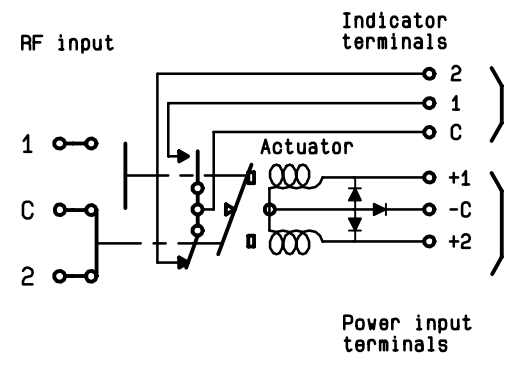 Indicator
terminals
RF input
2
1
C
1
Actuator
+1
C
-C
+2
2
Power input
terminals